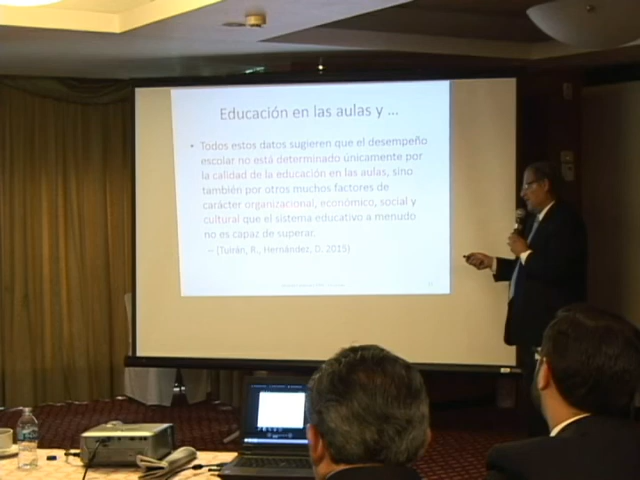 Educación en las aulas y ...
• Todos estos datos sugieren que el desempeño
escolar no está determinado únicamente por
la calidad de la educación en las aulas, sino
también por otros muchos factores de
carácter organizacional, económico, social y
cultural que el sistema educativo a menudo
no es capaz de superar.
– (Tuirán, R., Hernández, D. 2015)